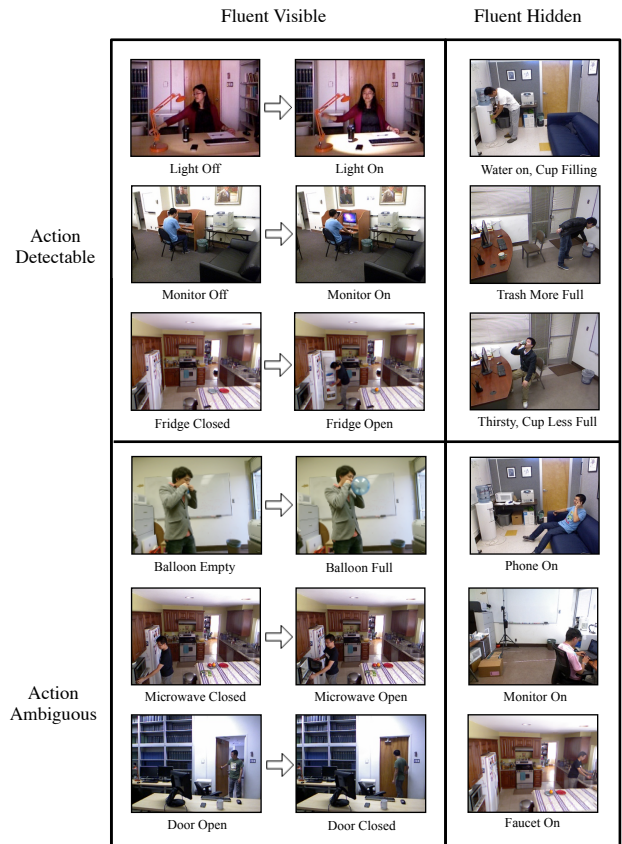 Fluent Visible
Fluent Hidden
Action
Detectable
Light Off
Light On
Water on, Cup Filling
Monitor Off
Monitor On
Trash More Full
Fridge Closed
Fridge Open
Thirsty, Cup Less Full
Action
Ambiguous
Balloon Empty
Balloon Full
Phone On
Microwave Closed
Microwave Open
Monitor On
Door Open
Door Closed
Faucet On